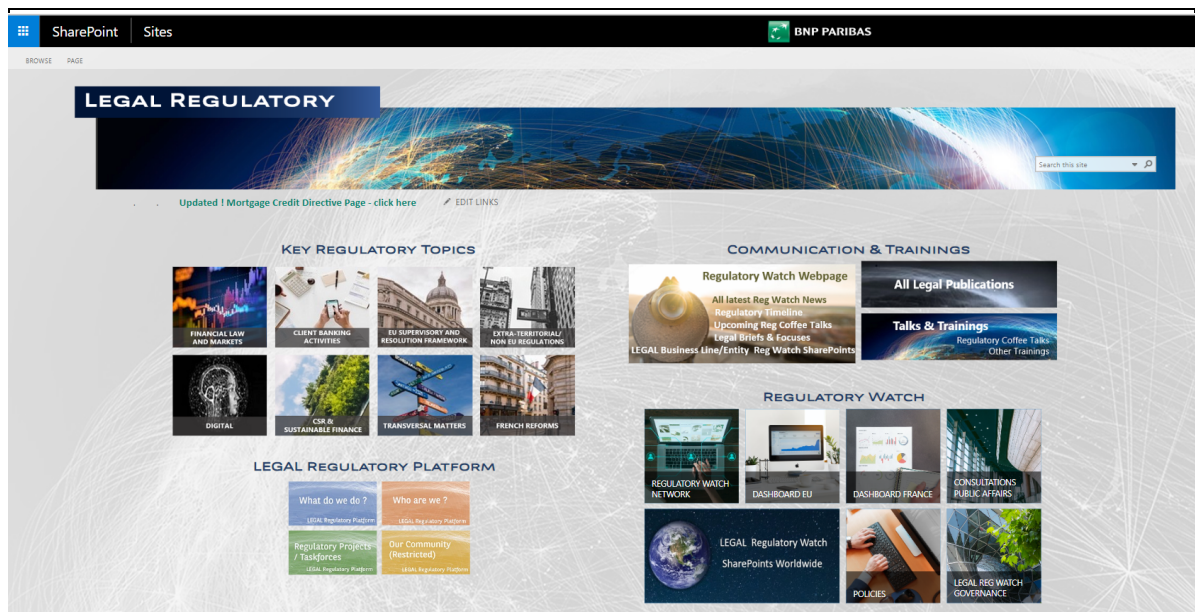 SharePoint
Sites
BNP PARIBAS
BROWSE
PAGE
LEGAL REGULATORY
Search this site
Updated ! Mortgage Credit Directive Page - click here
EDIT LINKS
KEY REGULATORY TOPICS
FINANCIAL LAW
AND MARKETS
CLIENT BANKING
ACTIVITIES
EU SUPERVISORY AND
RESOLUTION FRAMEWORK
EXTRA-TERRITORIAL/
NON EU REGULATIONS
DIGITAL
CSR &
SUSTAINABLE FINANCE
TRANSVERSAL MATTERS
FRENCH REFORMS
LEGAL REGULATORY PLATFORM
What do we do ?
LEGAL Regulatory Platform
Who are we ?
LEGAL Regulatory Platform
Regulatory Projects
/ Taskforces
LEGAL Regulatory Platform
Our Community
(Restricted)
LEGAL Regulatory Platform
COMMUNICATION & TRAININGS
Regulatory Watch Webpage
All latest Reg Watch News
Regulatory Timeline
Upcoming Reg Coffee Talks
Legal Briefs & Focuses
LEGAL Business Line/Entity Reg Watch SharePoints
All Legal Publications
Talks & Trainings
Regulatory Coffee Talks
Other Trainings
REGULATORY WATCH
REGULATORY WATCH
NETWORK
DASHBOARD EU
DASHBOARD FRANCE
CONSULTATIONS
PUBLIC AFFAIRS
LEGAL Regulatory Watch
SharePoints Worldwide
POLICIES
LEGAL REG WATCH
GOVERNANCE